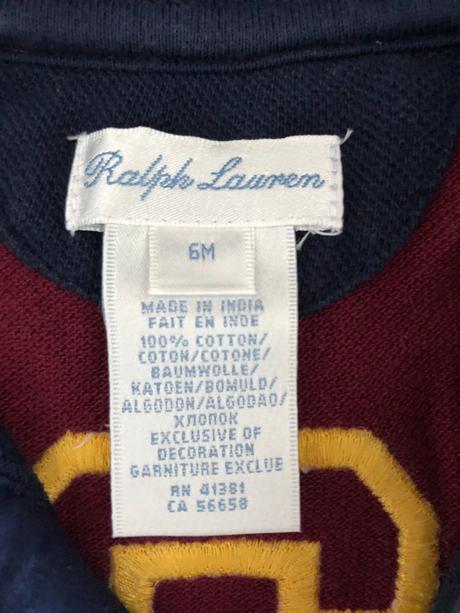 Ralph Lauren
6M
MADE IN INDIA
FAIT EN INDE
100% COTTON/
COTON/COTONE/
BAUMWOLLE/
KATOEN/BOMULD/
ALGODON/ALGODAO/
ХЛОПОК
EXCLUSIVE OF
DECORATION
GARNITURE EXCLUE
RN 41381
CA 56658